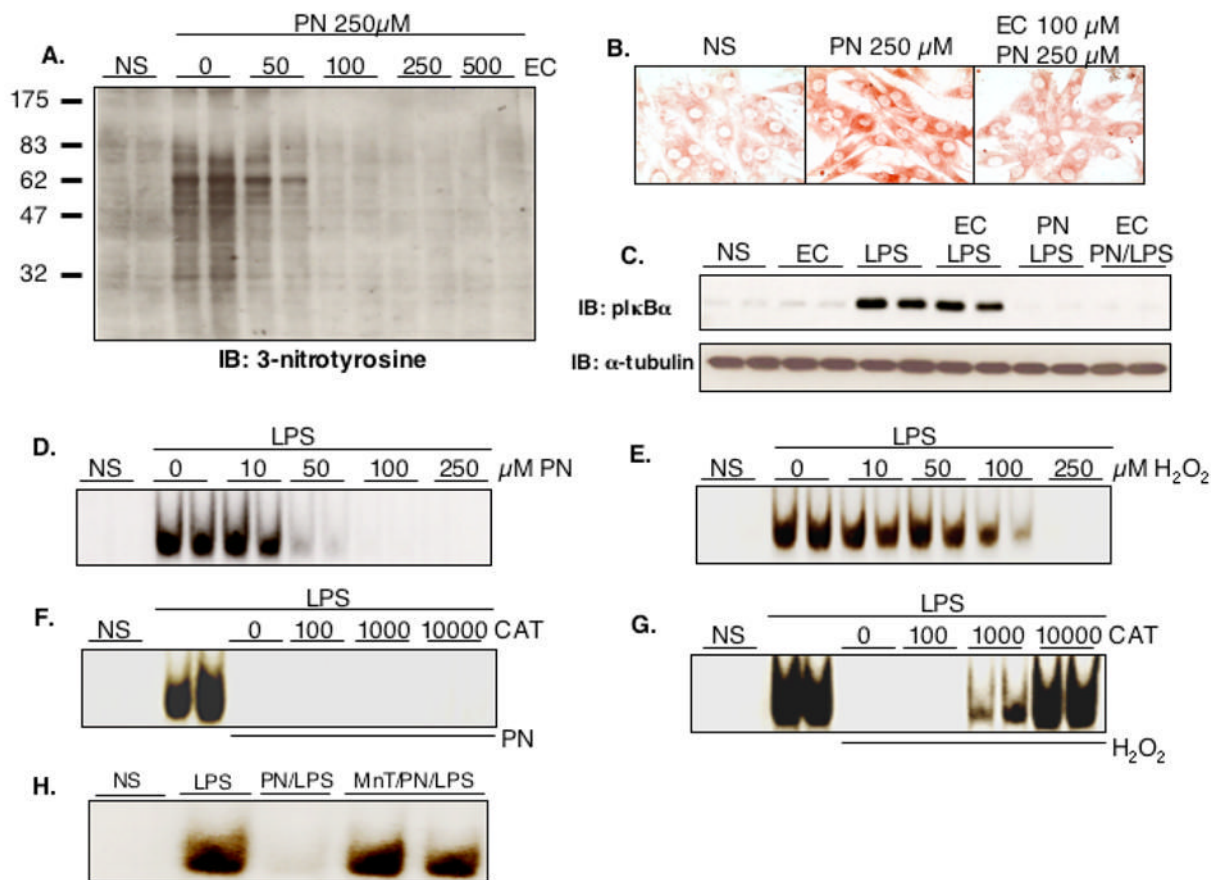 PN 250µM
A.
NS 0 50 100 250 500 EC
175
83
62
47
32
IB: 3-nitrotyrosine
B.
NS
PN 250 µM
EC 100 µM
PN 250 µM
C.
NS EC LPS EC LPS PN LPS EC PN/LPS
IB: pIκBα
IB: α-tubulin
D.
LPS
NS 0 10 50 100 250 µM PN
E.
LPS
NS 0 10 50 100 250 µM H₂O₂
F.
LPS
NS 0 100 1000 10000 CAT
PN
G.
LPS
NS 0 100 1000 10000 CAT
H₂O₂
H.
NS LPS PN/LPS MnT/PN/LPS